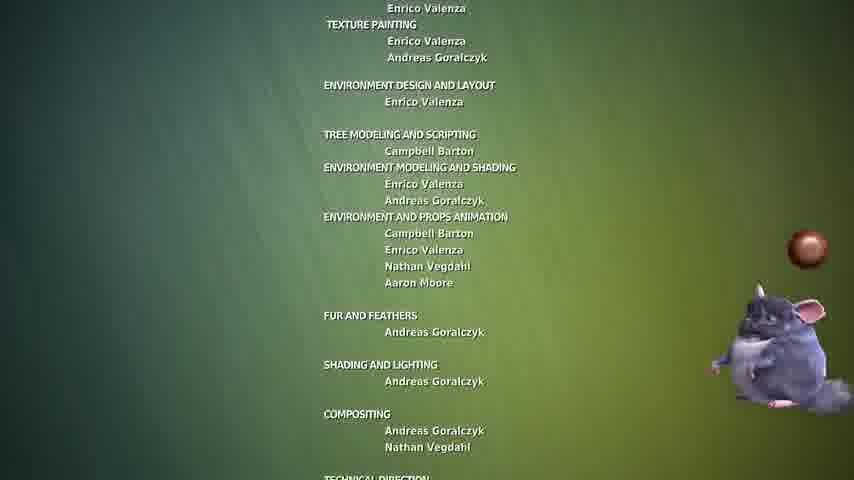 Enrico Valenza
TEXTURE PAINTING
Enrico Valenza
Andreas Goralczyk
ENVIRONMENT DESIGN AND LAYOUT
Enrico Valenza
TREE MODELING AND SCRIPTING
Campbell Barton
ENVIRONMENT MODELING AND SHADING
Enrico Valenza
Andreas Goralczyk
ENVIRONMENT AND PROPS ANIMATION
Campbell Barton
Enrico Valenza
Nathan Vegdahl
Aaron Moore
FUR AND FEATHERS
Andreas Goralczyk
SHADING AND LIGHTING
Andreas Goralczyk
COMPOSITING
Andreas Goralczyk
Nathan Vegdahl
TECHNICAL DIRECTION